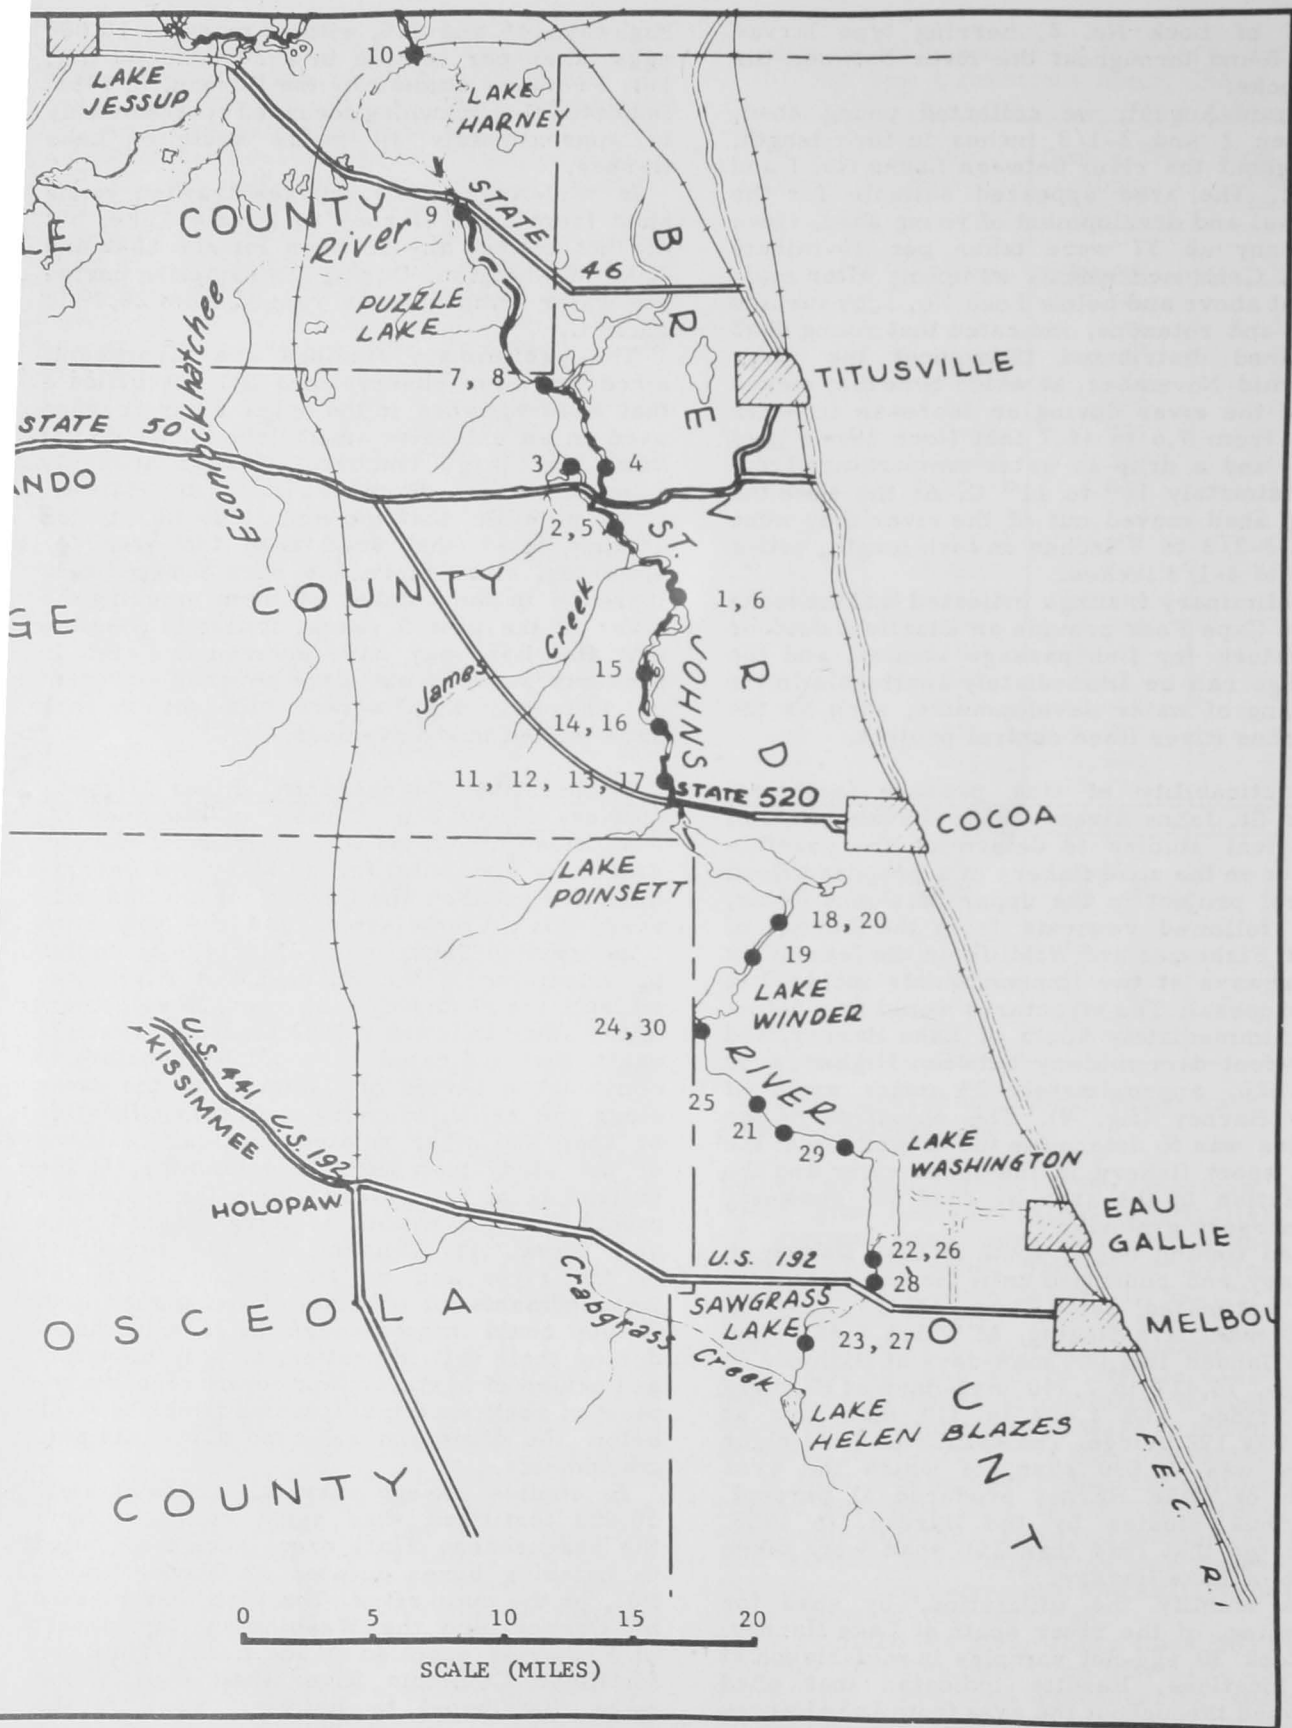 10
LAKE
JESSUP
LAKE
HARNEY
STATE
9
COUNTY
River
LE
46
B
R
E
V
A
R
D
PUZZLE
LAKE
Econlockhatchee
7, 8
TITUSVILLE
STATE 50
ANDO
3
4
2,5
ST.
JOHNS
COUNTY
GE
1,6
James Creek
15
14,16
11, 12, 13,17
STATE 520
COCOA
LAKE
POINSETT
18,20
19
LAKE
WINDER
24,30
RIVER
U.S. 441
KISSIMMEE
U.S. 192
25
21
29
LAKE
WASHINGTON
HOLOPAW
EAU
GALLIE
22,26
U.S. 192
28
Crabgrass Creek
SAWGRASS
LAKE
OSCEOLA
MELBOU
23,27
C
O
N
T
LAKE
HELEN BLAZES
COUNTY
F.E.C. R.
0 5 10 15 20
SCALE (MILES)